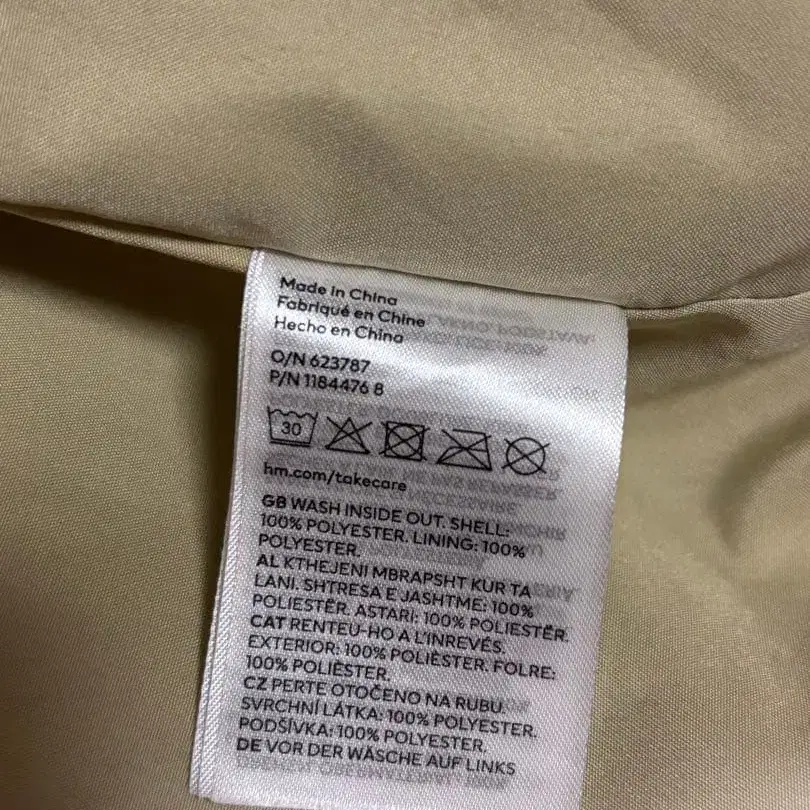 Made in China
Fabriqué en Chine
Hecho en China
O/N 623787
P/N 1184476 8
30
hm.com/takecare
GB WASH INSIDE OUT. SHELL:
100% POLYESTER. LINING: 100%
POLYESTER.
AL KTHEJENI MBRAPSHT KUR TA
LANI. SHTRESA E JASHTME: 100%
POLIESTËR. ASTARI: 100% POLIESTËR.
CAT RENTEU-HO A L'INREVÉS.
EXTERIOR: 100% POLIÈSTER. FOLRE:
100% POLIÈSTER.
CZ PERTE OTOČENO NA RUBU.
SVRCHNÍ LÁTKA: 100% POLYESTER.
PODŠÍVKA: 100% POLYESTER.
DE VOR DER WÄSCHE AUF LINKS